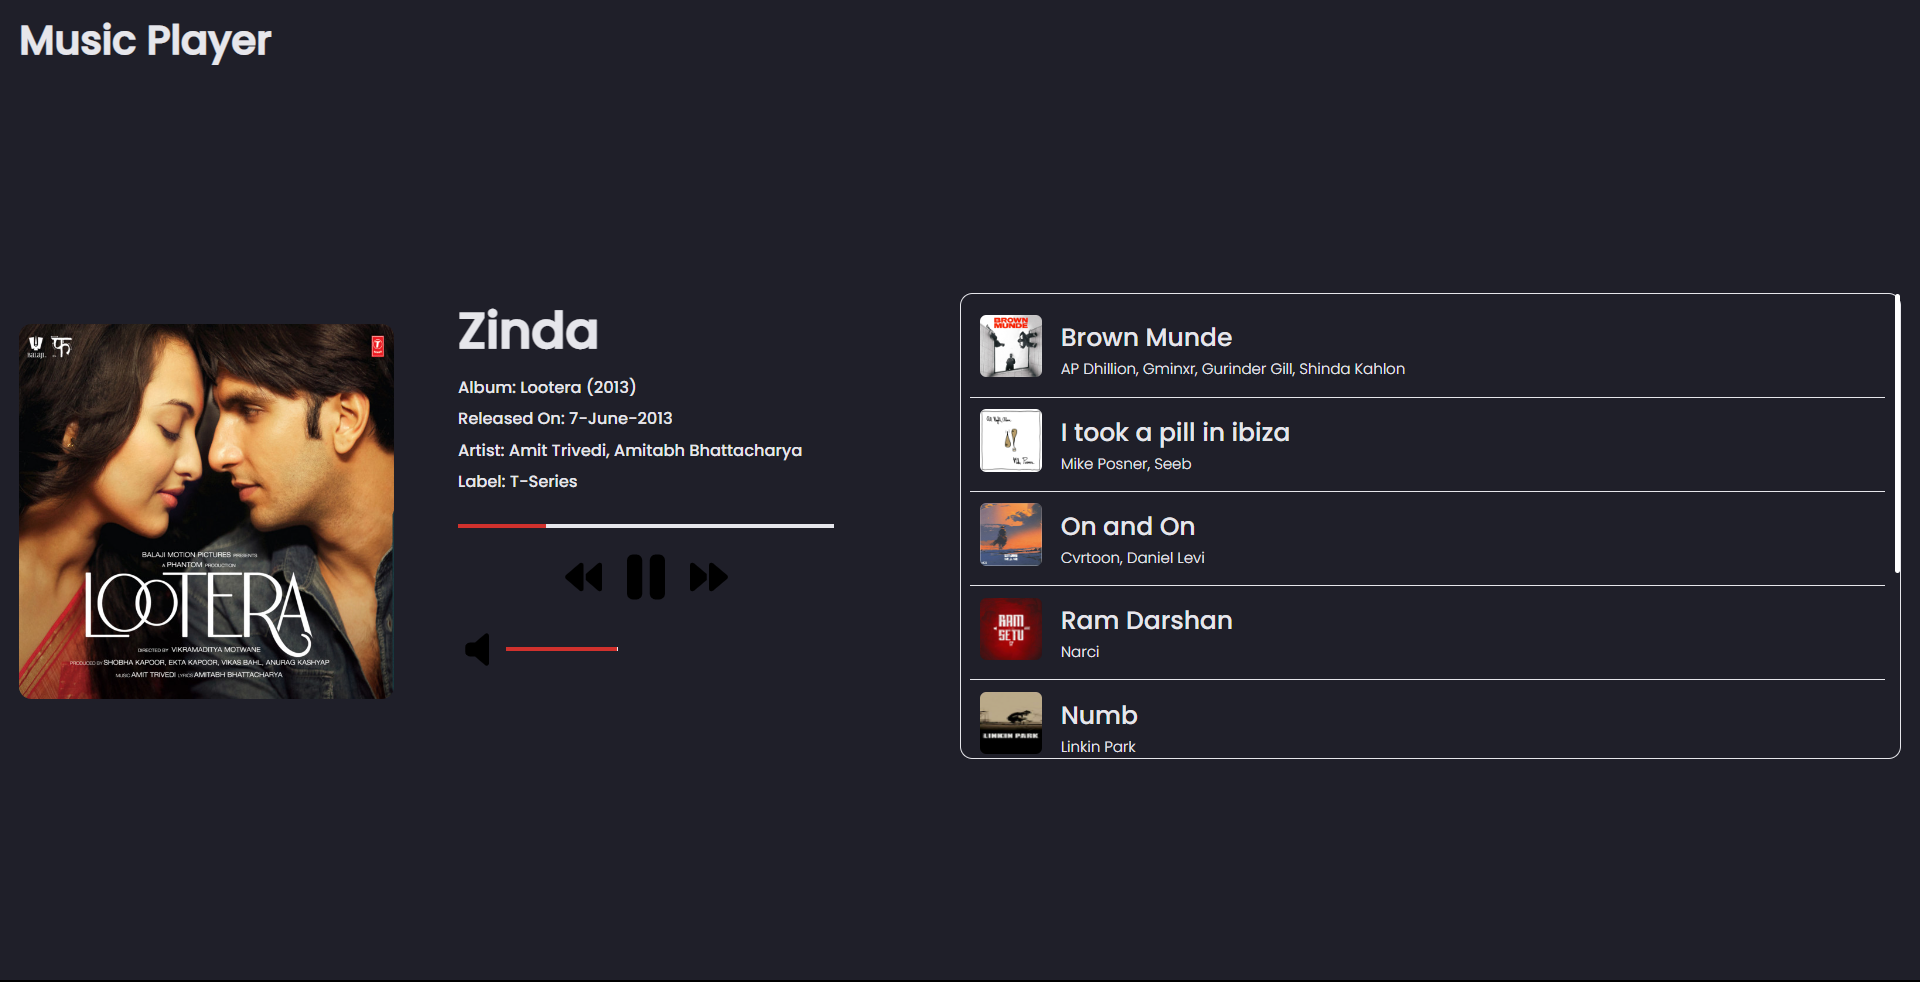 Music Player
फ
BALAJI MOTION PICTURES PRESENTS
A PHANTOM PRODUCTION
LOOTERA
DIRECTED BY VIKRAMADITYA MOTWANE
PRODUCED BY SHOBHA KAPOOR, EKTA KAPOOR, VIKAS BAHL, ANURAG KASHYAP
MUSIC AMIT TRIVEDI LYRICS AMITABH BHATTACHARYA
Zinda
Album: Lootera (2013)
Released On: 7-June-2013
Artist: Amit Trivedi, Amitabh Bhattacharya
Label: T-Series
BROWN
MUNDE
Brown Munde
AP Dhillion, Gminxr, Gurinder Gill, Shinda Kahlon
I took a pill in ibiza
Mike Posner, Seeb
On and On
Cvrtoon, Daniel Levi
RAM
SETU
Ram Darshan
Narci
LINKIN PARK
Numb
Linkin Park